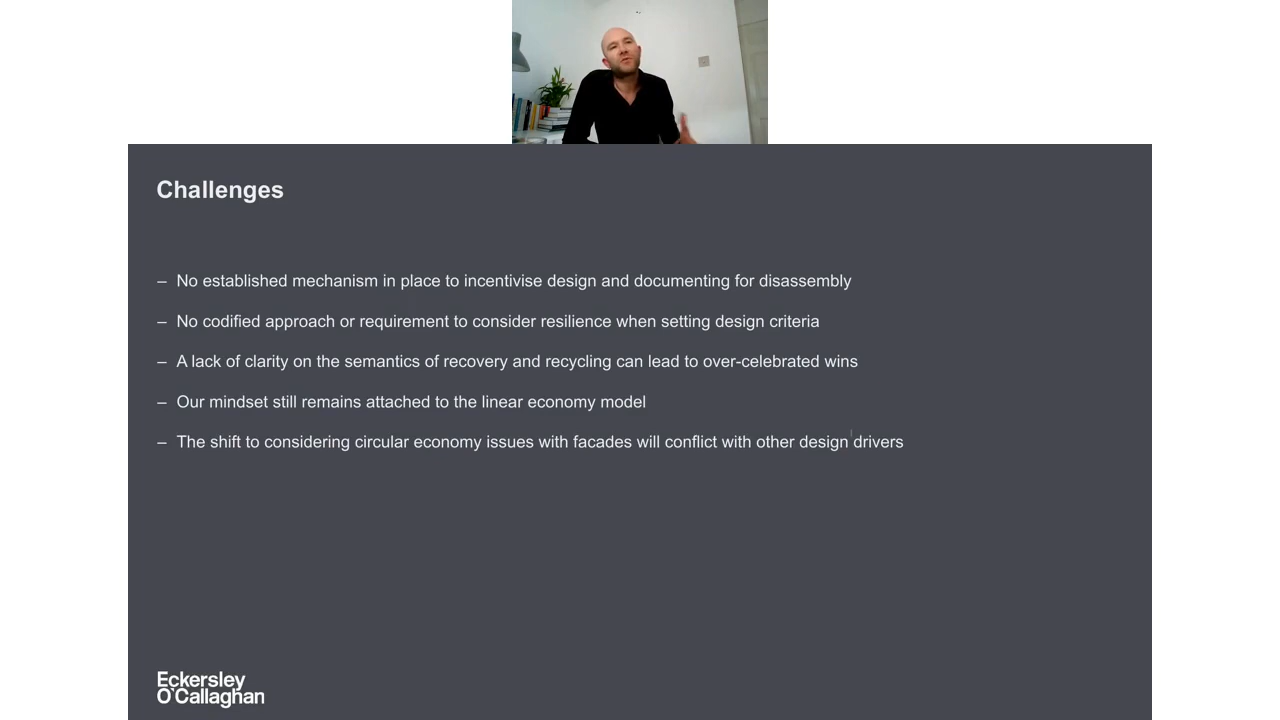 Challenges
– No established mechanism in place to incentivise design and documenting for disassembly
– No codified approach or requirement to consider resilience when setting design criteria
– A lack of clarity on the semantics of recovery and recycling can lead to over-celebrated wins
– Our mindset still remains attached to the linear economy model
– The shift to considering circular economy issues with facades will conflict with other design drivers
Eckersley
O'Callaghan